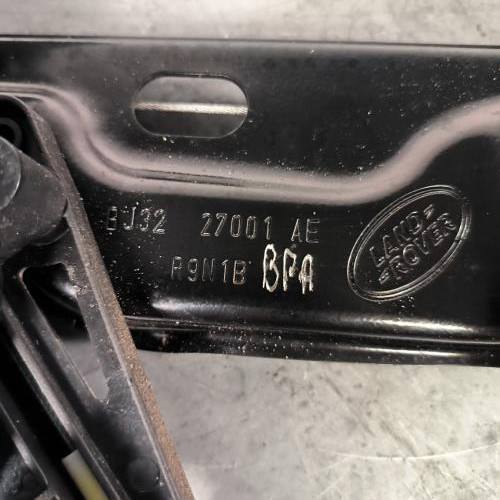 BJ32 27001 AE
R9N1B BPA
LAND-
-ROVER